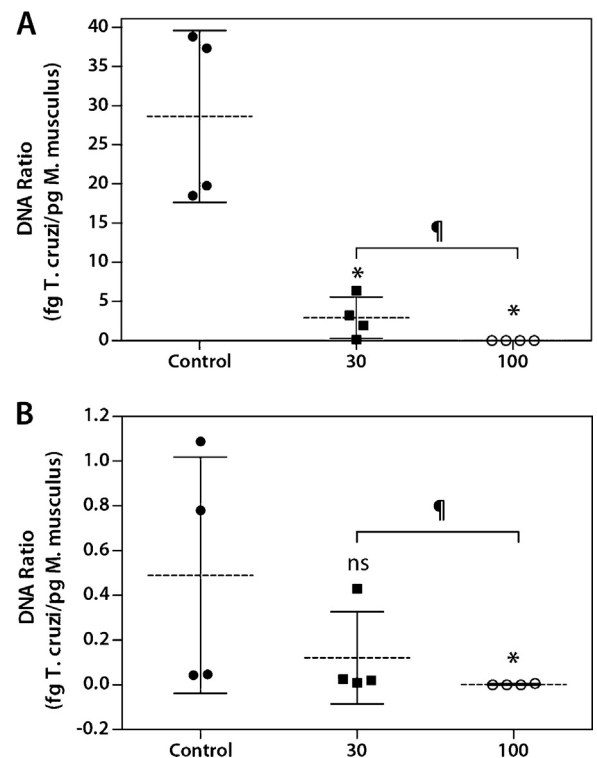 A
DNA Ratio
(fg T. cruzi/pg M. musculus)
40
35
30
25
20
15
10
5
0
¶
*
*
Control 30 100
B
DNA Ratio
(fg T. cruzi/pg M. musculus)
1.2
1.0
0.8
0.6
0.4
0.2
0.0
-0.2
¶
ns
*
Control 30 100